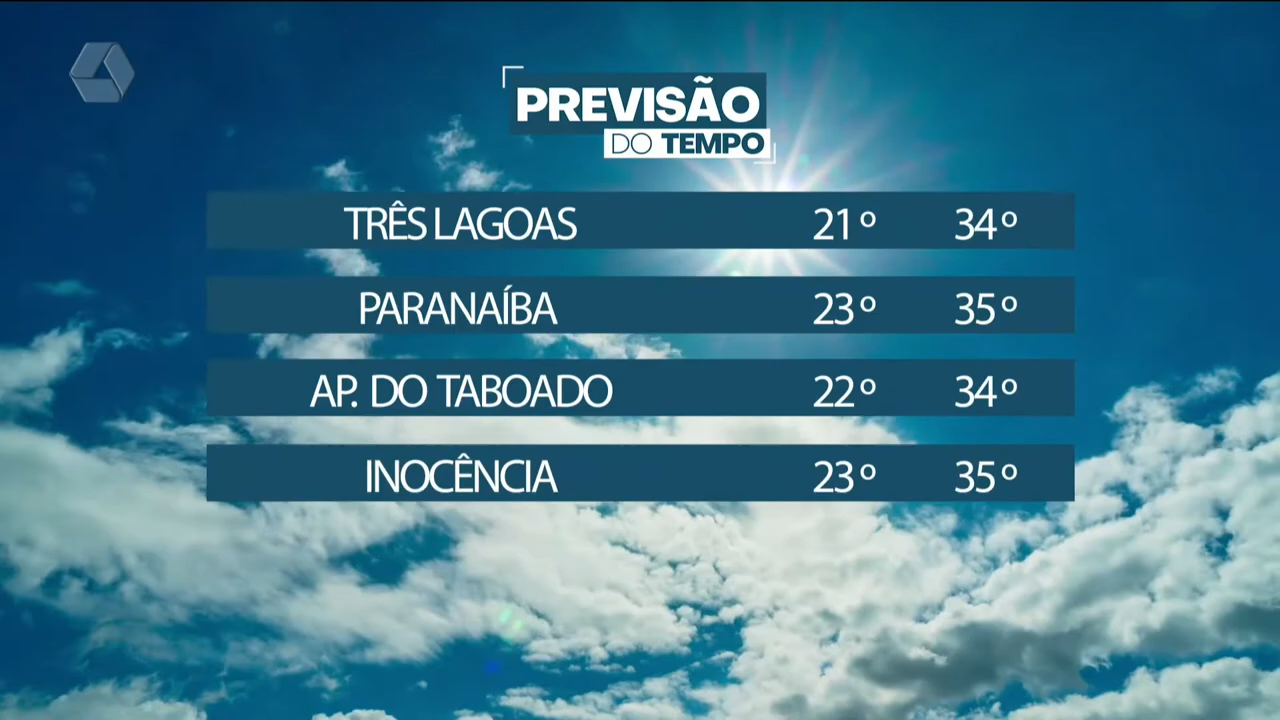 PREVISÃO
DO TEMPO
TRÊS LAGOAS 21º 34º
PARANAÍBA 23º 35º
AP. DO TABOADO 22º 34º
INOCÊNCIA 23º 35º